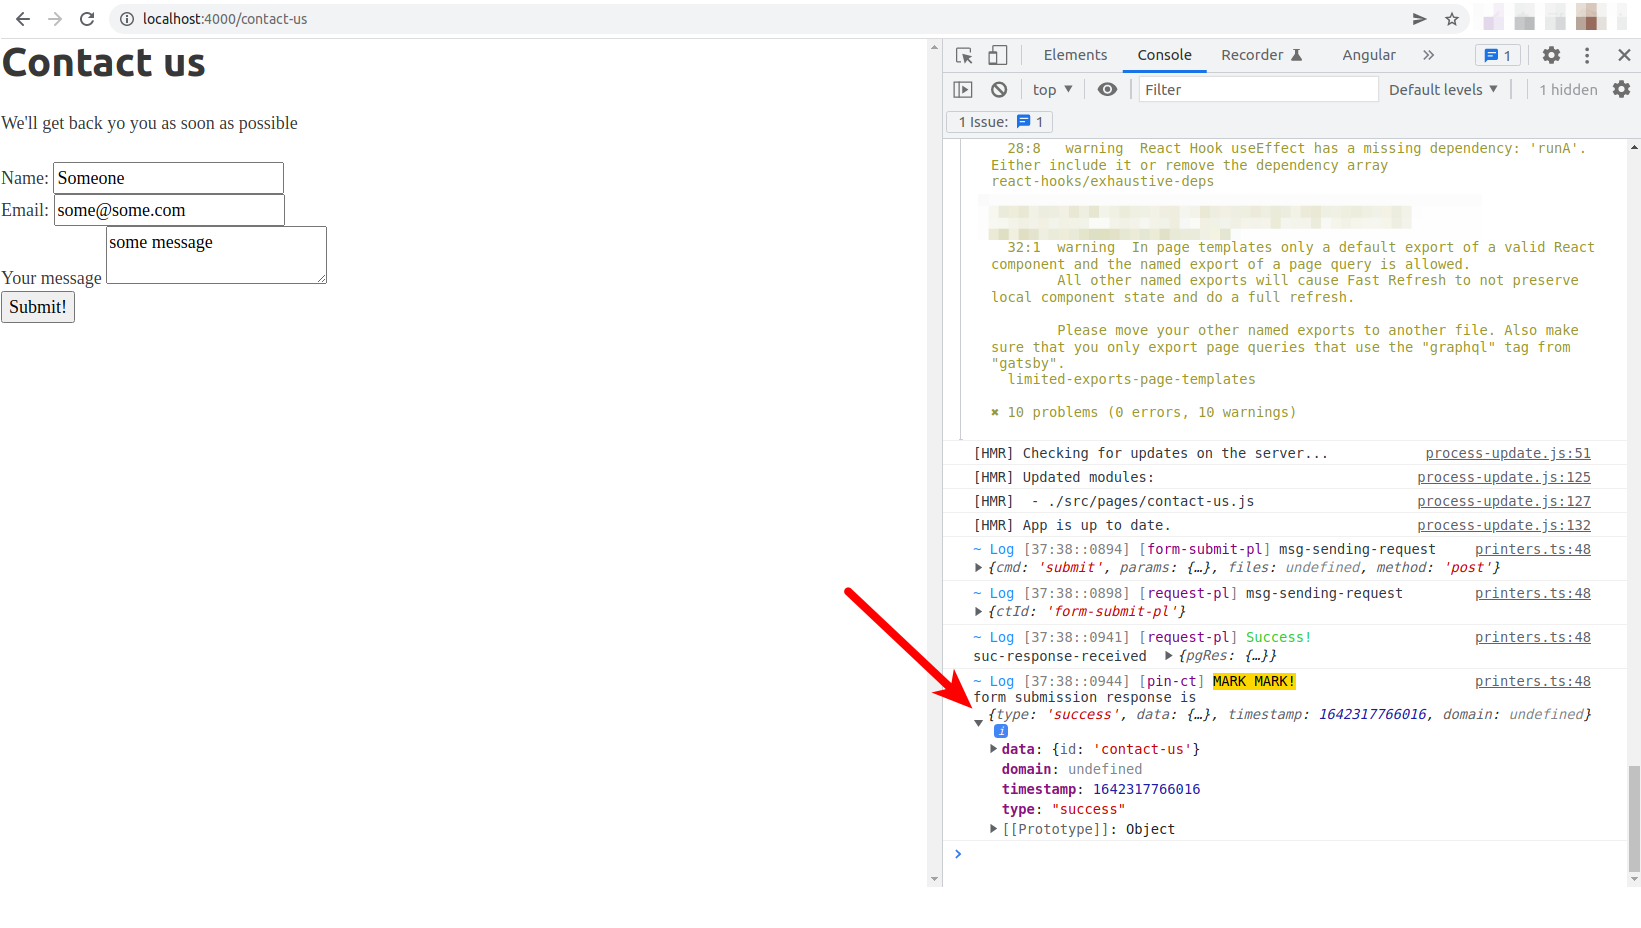 localhost:4000/contact-us
Contact us
We'll get back yo you as soon as possible
Name: Someone
Email: some@some.com
Your message some message
Submit!
Elements Console Recorder Angular » 1
top Filter Default levels 1 hidden
1 Issue: 1
28:8 warning React Hook useEffect has a missing dependency: 'runA'.
Either include it or remove the dependency array
react-hooks/exhaustive-deps
32:1 warning In page templates only a default export of a valid React
component and the named export of a page query is allowed.
All other named exports will cause Fast Refresh to not preserve
local component state and do a full refresh.
Please move your other named exports to another file. Also make
sure that you only export page queries that use the "graphql" tag from
"gatsby".
limited-exports-page-templates
✖ 10 problems (0 errors, 10 warnings)
[HMR] Checking for updates on the server... process-update.js:51
[HMR] Updated modules: process-update.js:125
[HMR] - ./src/pages/contact-us.js process-update.js:127
[HMR] App is up to date. process-update.js:132
~ Log [37:38::0894] [form-submit-pl] msg-sending-request printers.ts:48
{cmd: 'submit', params: {…}, files: undefined, method: 'post'}
~ Log [37:38::0898] [request-pl] msg-sending-request printers.ts:48
{ctId: 'form-submit-pl'}
~ Log [37:38::0941] [request-pl] Success! printers.ts:48
suc-response-received {pgRes: {…}}
~ Log [37:38::0944] [pin-ct] MARK MARK! printers.ts:48
form submission response is
{type: 'success', data: {…}, timestamp: 1642317766016, domain: undefined}
i
data: {id: 'contact-us'}
domain: undefined
timestamp: 1642317766016
type: "success"
[[Prototype]]: Object